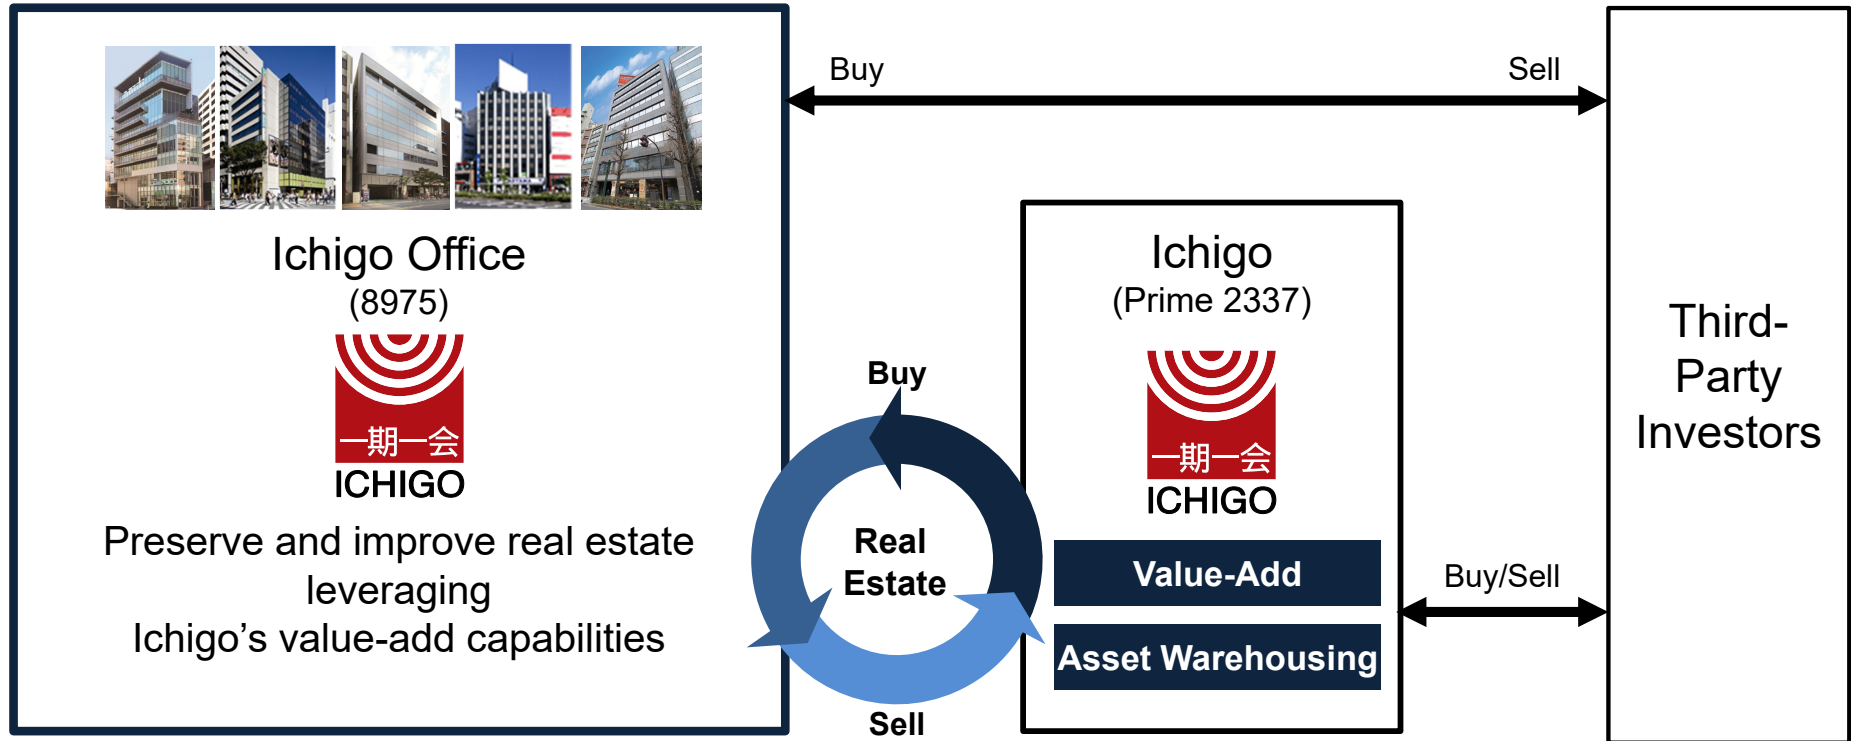 Buy
Sell
Ichigo Office
(8975)
一期一会
ICHIGO
Preserve and improve real estate
leveraging
Ichigo’s value-add capabilities
Buy
Real
Estate
Sell
Ichigo
(Prime 2337)
一期一会
ICHIGO
Value-Add
Asset Warehousing
Buy/Sell
Third-
Party
Investors